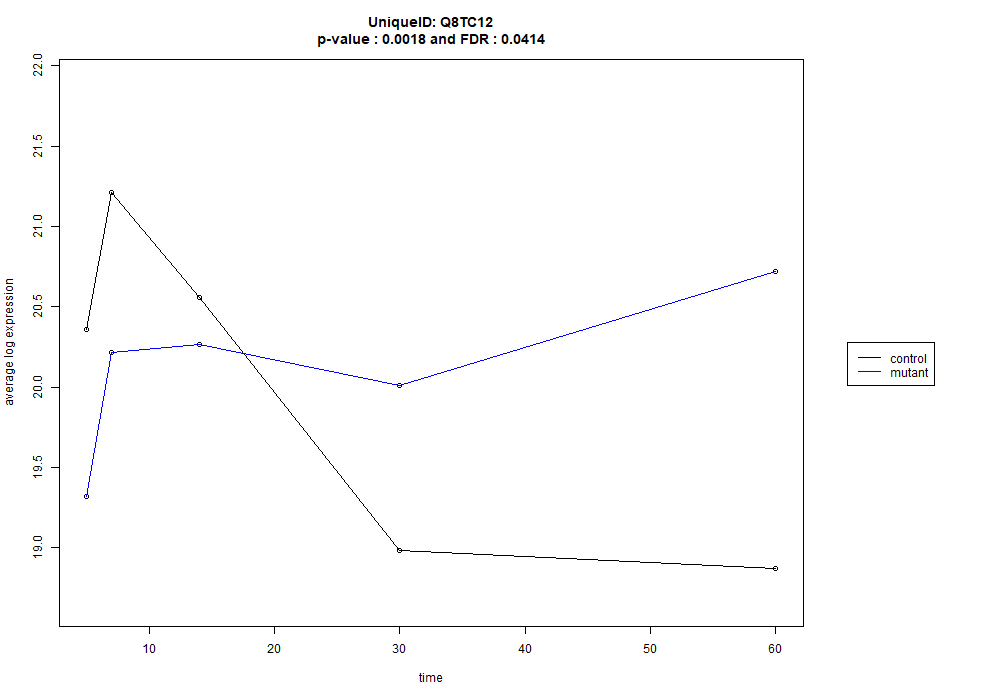 UniqueID: Q8TC12
p-value : 0.0018 and FDR : 0.0414
22.0
21.5
21.0
20.5
20.0
19.5
19.0
average log expression
10 20 30 40 50 60
time
control
mutant